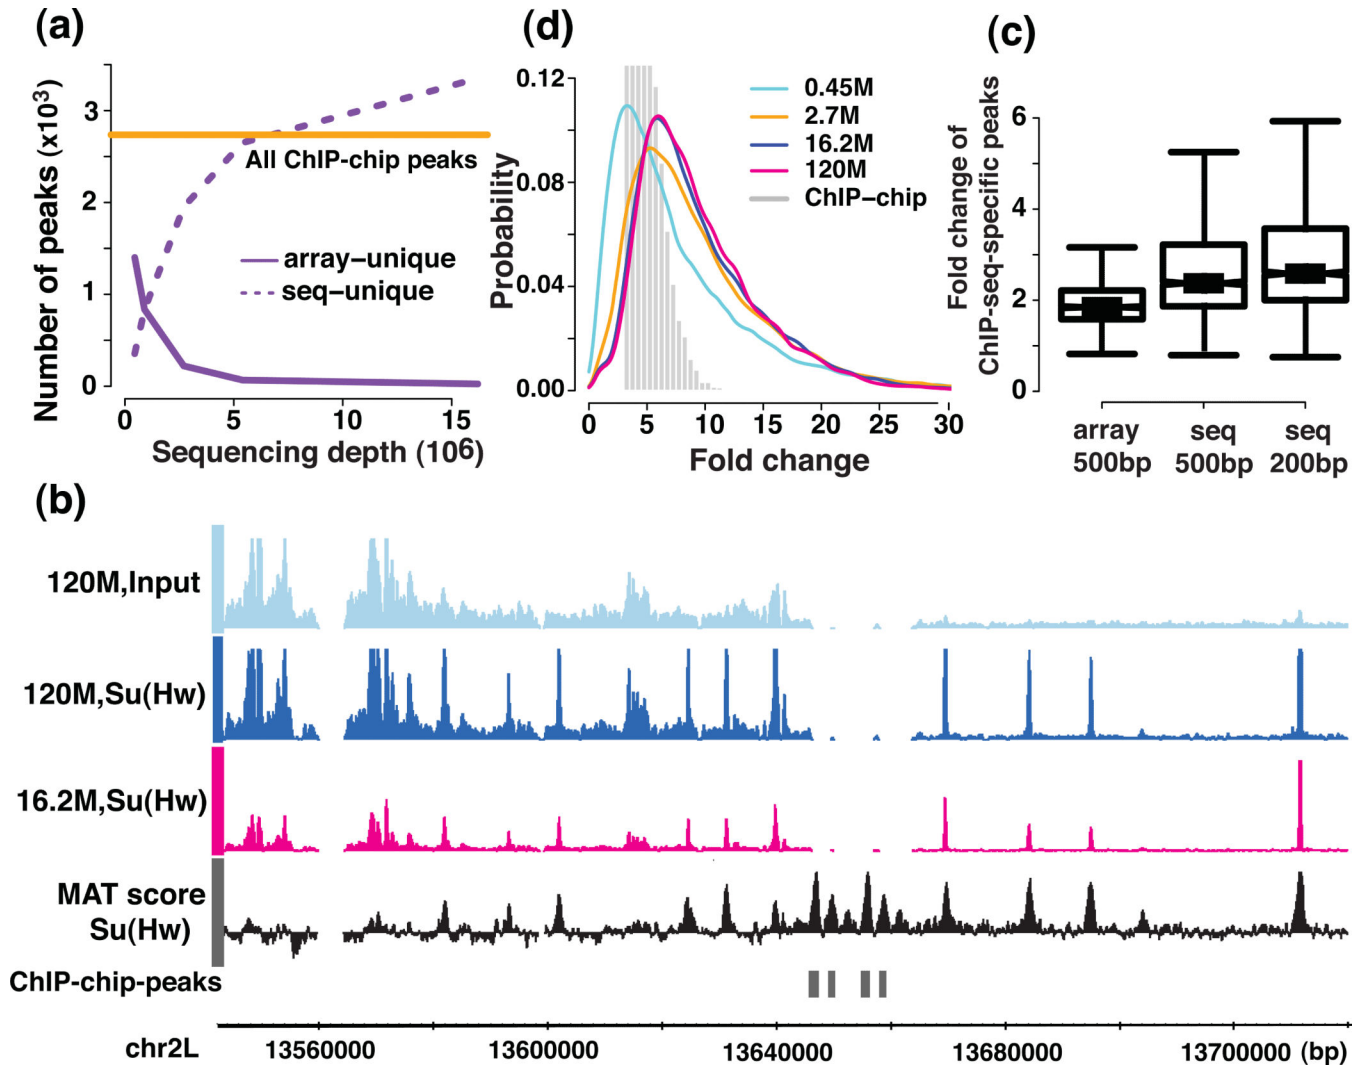 (a)
Number of peaks (x10³)
3
2
1
0
All ChIP-chip peaks
array–unique
seq–unique
0
5
10
15
Sequencing depth (10⁶)
(d)
Probability
0.12
0.08
0.04
0.00
0.45M
2.7M
16.2M
120M
ChIP–chip
0
5
10
15
20
25
30
Fold change
(c)
Fold change of
ChIP-seq-specific peaks
6
4
2
0
array
500bp
seq
500bp
seq
200bp
(b)
120M,Input
120M,Su(Hw)
16.2M,Su(Hw)
MAT score
Su(Hw)
ChIP-chip-peaks
chr2L
13560000
13600000
13640000
13680000
13700000 (bp)